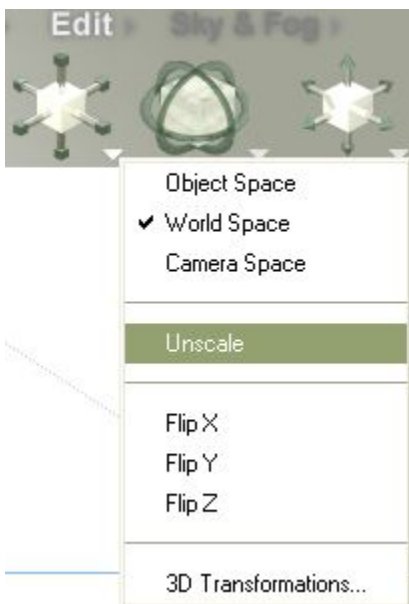 Edit Sky & Fog
Object Space
World Space
Camera Space
Unscale
Flip X
Flip Y
Flip Z
3D Transformations...